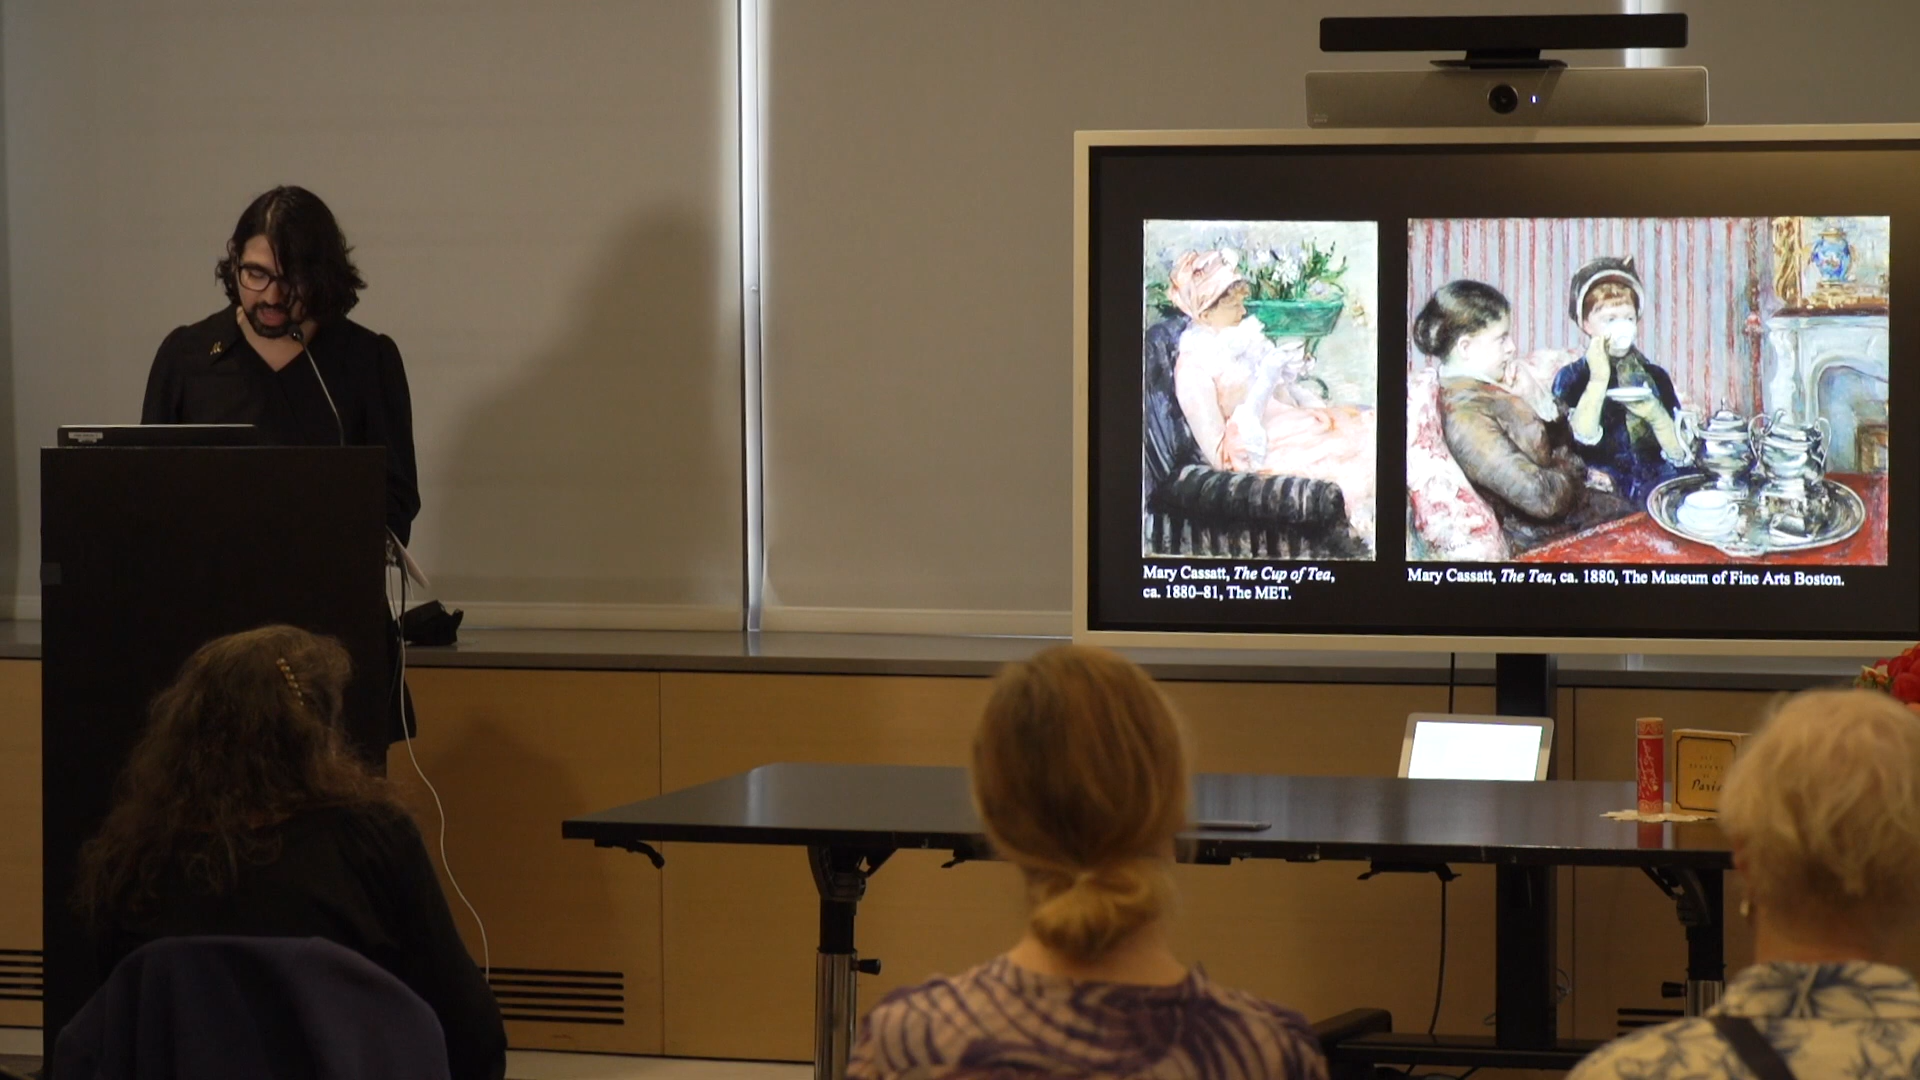 Mary Cassatt, The Cup of Tea,
ca. 1880–81, The MET.
Mary Cassatt, The Tea, ca. 1880, The Museum of Fine Arts Boston.
Paris